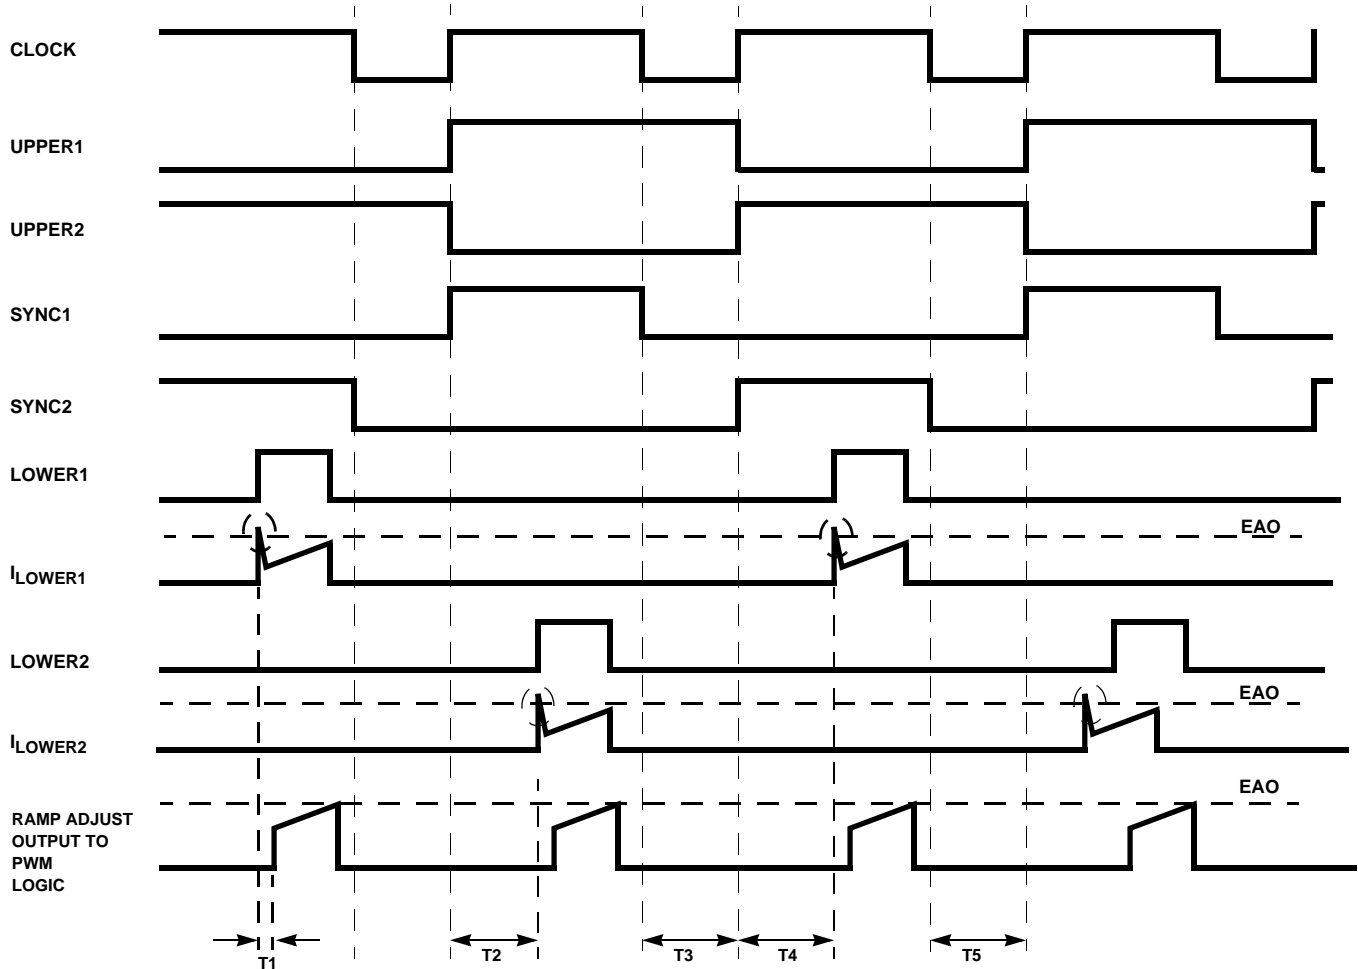 CLOCK
UPPER1
UPPER2
SYNC1
SYNC2
LOWER1
EAO
ILOWER1
LOWER2
EAO
ILOWER2
EAO
RAMP ADJUST
OUTPUT TO
PWM
LOGIC
T1
T2
T3
T4
T5